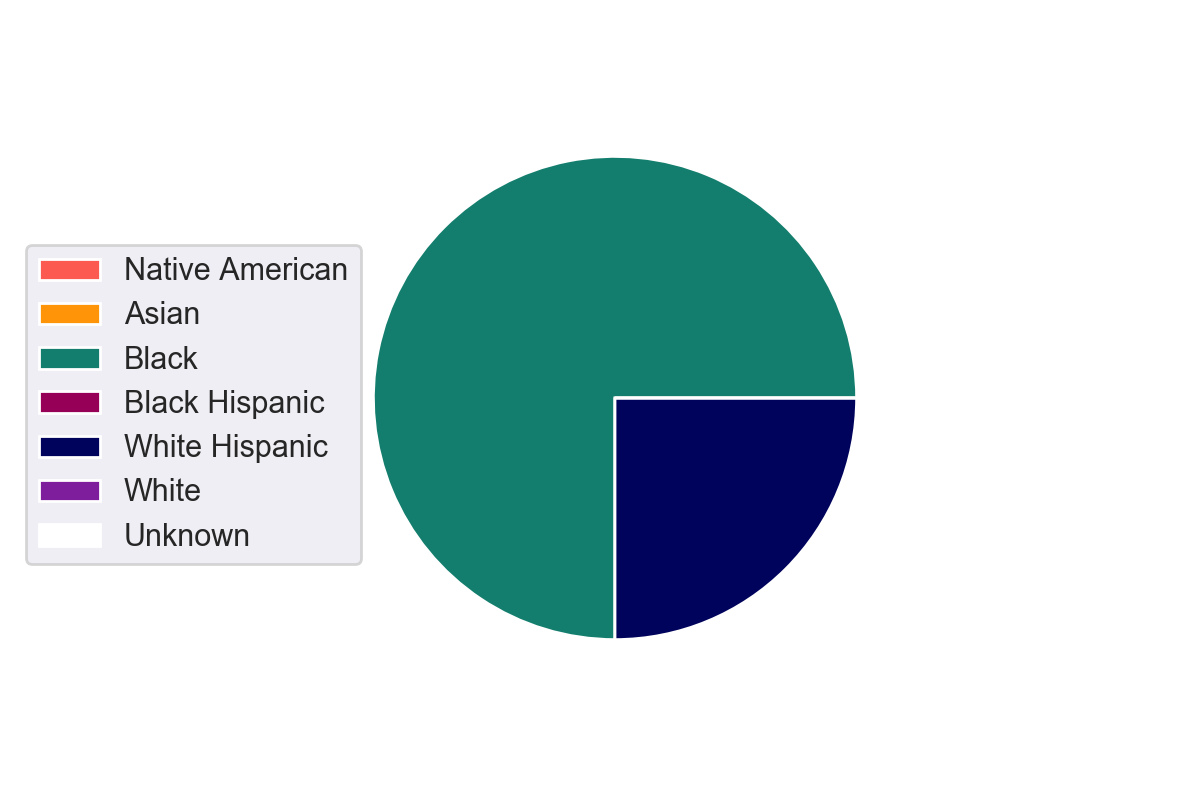 Native American
Asian
Black
Black Hispanic
White Hispanic
White
Unknown